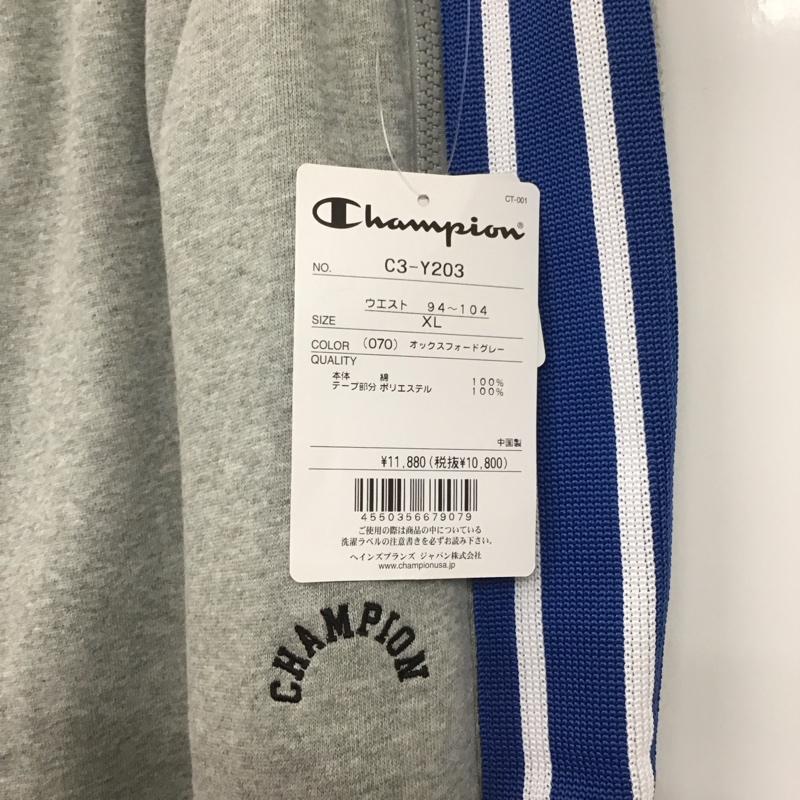 CT-001
Champion®
NO. C3-Y203
ウエスト 94~104
SIZE XL
COLOR (070) オックスフォードグレー
QUALITY
本体 綿 100%
テープ部分 ポリエステル 100%
中国製
¥11,880(税抜¥10,800)
4550356679079
ご使用の際は商品の中についている
洗濯ラベルの注意書きを必ずお読み下さい。
ヘインズブランズ ジャパン株式会社
www.championusa.jp
CHAMPION